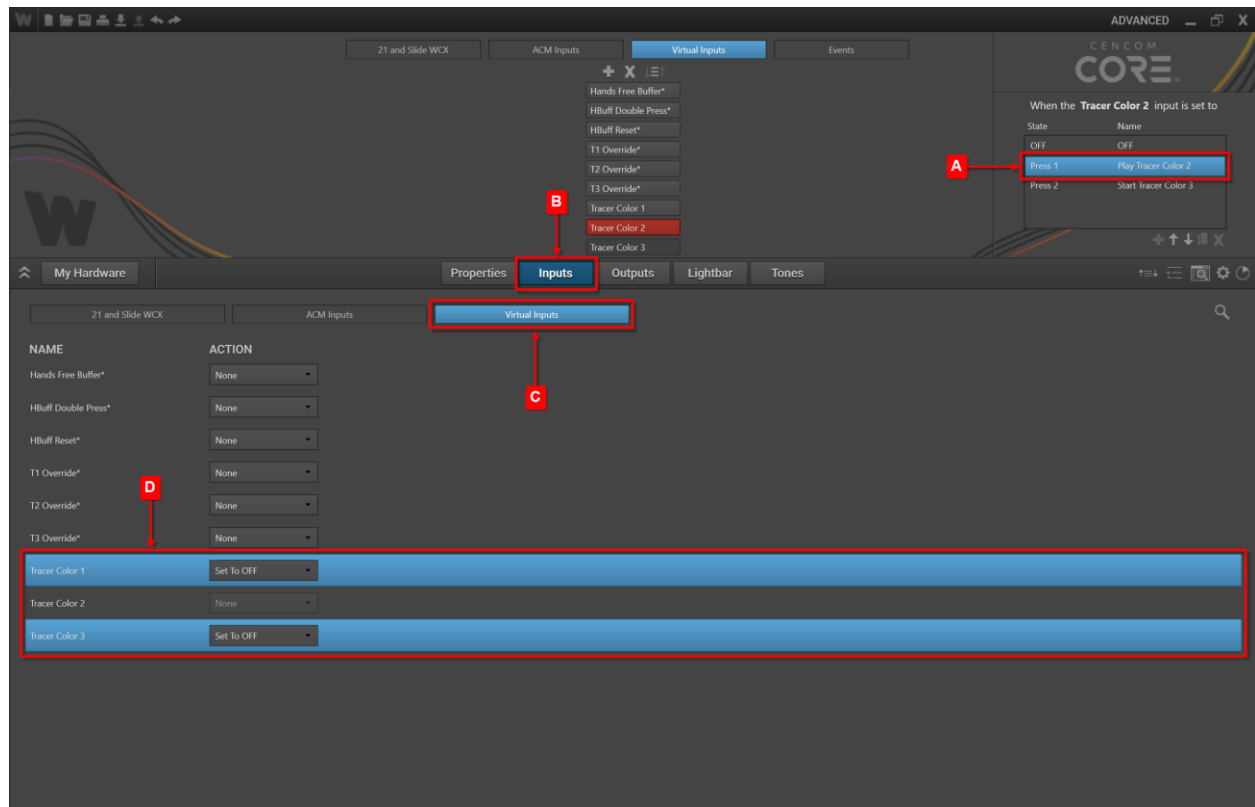 W ADVANCED
21 and Slide WCX ACM Inputs Virtual Inputs Events
CENCOM
CORE™
Hands Free Buffer*
HBuff Double Press*
HBuff Reset*
T1 Override*
T2 Override*
T3 Override*
Tracer Color 1
Tracer Color 2
Tracer Color 3
When the Tracer Color 2 input is set to
State Name
OFF OFF
Press 1 Play Tracer Color 2
Press 2 Start Tracer Color 3
A
B
W
My Hardware Properties Inputs Outputs Lightbar Tones
21 and Slide WCX ACM Inputs Virtual Inputs
C
NAME ACTION
Hands Free Buffer* None
HBuff Double Press* None
HBuff Reset* None
T1 Override* None
D
T2 Override* None
T3 Override* None
Tracer Color 1 Set To OFF
Tracer Color 2 None
Tracer Color 3 Set To OFF